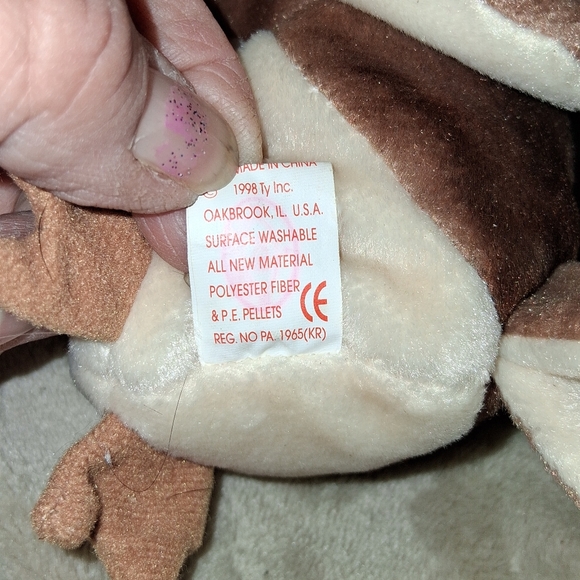 MADE IN CHINA
© 1998 Ty Inc.
OAKBROOK, IL. U.S.A.
SURFACE WASHABLE
ALL NEW MATERIAL
POLYESTER FIBER
& P.E. PELLETS CE
REG. NO PA. 1965(KR)